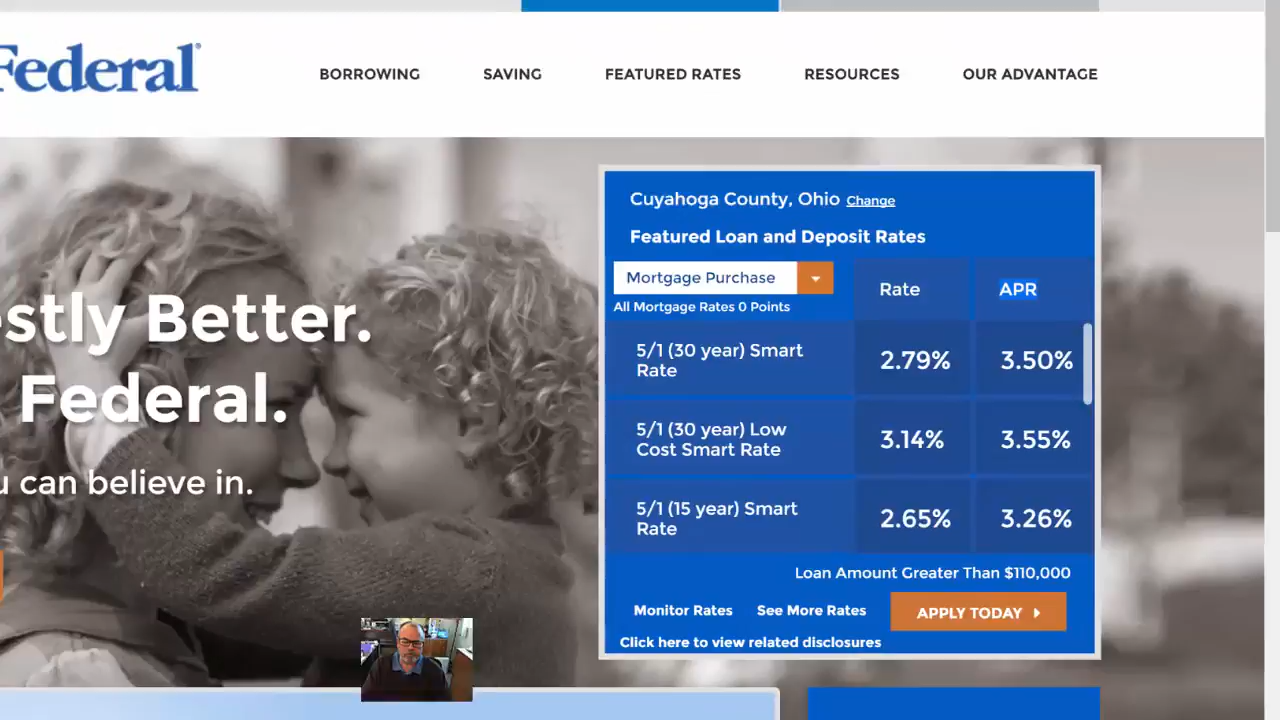 Federal®
BORROWING SAVING FEATURED RATES RESOURCES OUR ADVANTAGE
Better.
Federal.
can believe in.
Cuyahoga County, Ohio Change
Featured Loan and Deposit Rates
Mortgage Purchase Rate APR
All Mortgage Rates 0 Points
5/1 (30 year) Smart
Rate
2.79% 3.50%
5/1 (30 year) Low
Cost Smart Rate
3.14% 3.55%
5/1 (15 year) Smart
Rate
2.65% 3.26%
Loan Amount Greater Than $110,000
Monitor Rates See More Rates APPLY TODAY
Click here to view related disclosures